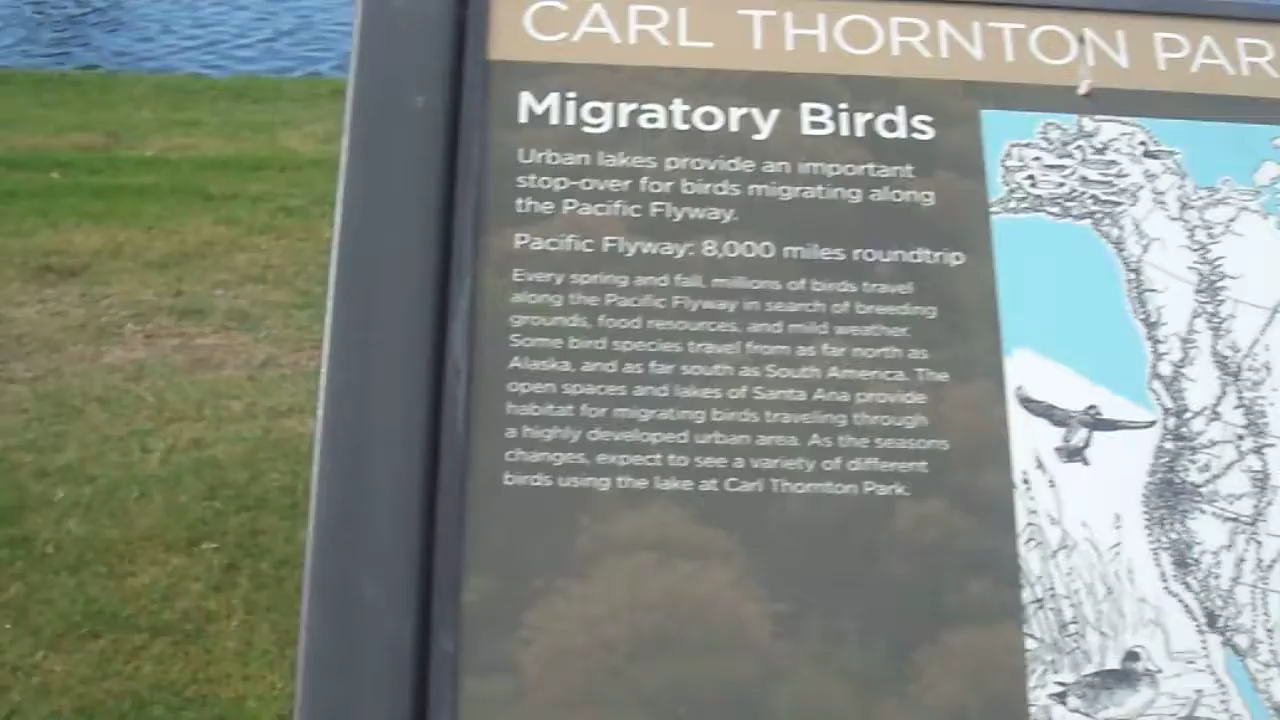 CARL THORNTON PAR
Migratory Birds
Urban lakes provide an important
stop-over for birds migrating along
the Pacific Flyway.
Pacific Flyway: 8,000 miles roundtrip
Every spring and fall, millions of birds travel
along the Pacific Flyway in search of breeding
grounds, food resources, and mild weather.
Some bird species travel from as far north as
Alaska, and as far south as South America. The
open spaces and lakes of Santa Ana provide
habitat for migrating birds traveling through
a highly developed urban area. As the seasons
changes, expect to see a variety of different
birds using the lake at Carl Thornton Park.